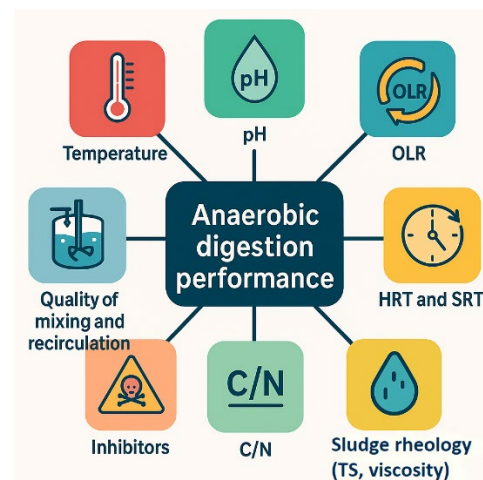 pH
OLR
Temperature
pH
OLR
Anaerobic
digestion
performance
Quality of
mixing and
recirculation
HRT and SRT
C/N
Inhibitors
C/N
Sludge rheology
(TS, viscosity)